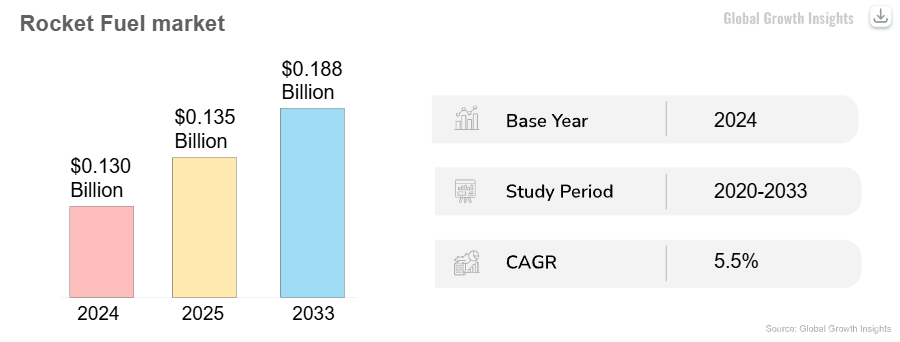 Rocket Fuel market
Global Growth Insights
$0.130
Billion
$0.135
Billion
$0.188
Billion
2024
2025
2033
Base Year
2024
Study Period
2020-2033
CAGR
5.5%
Source: Global Growth Insights